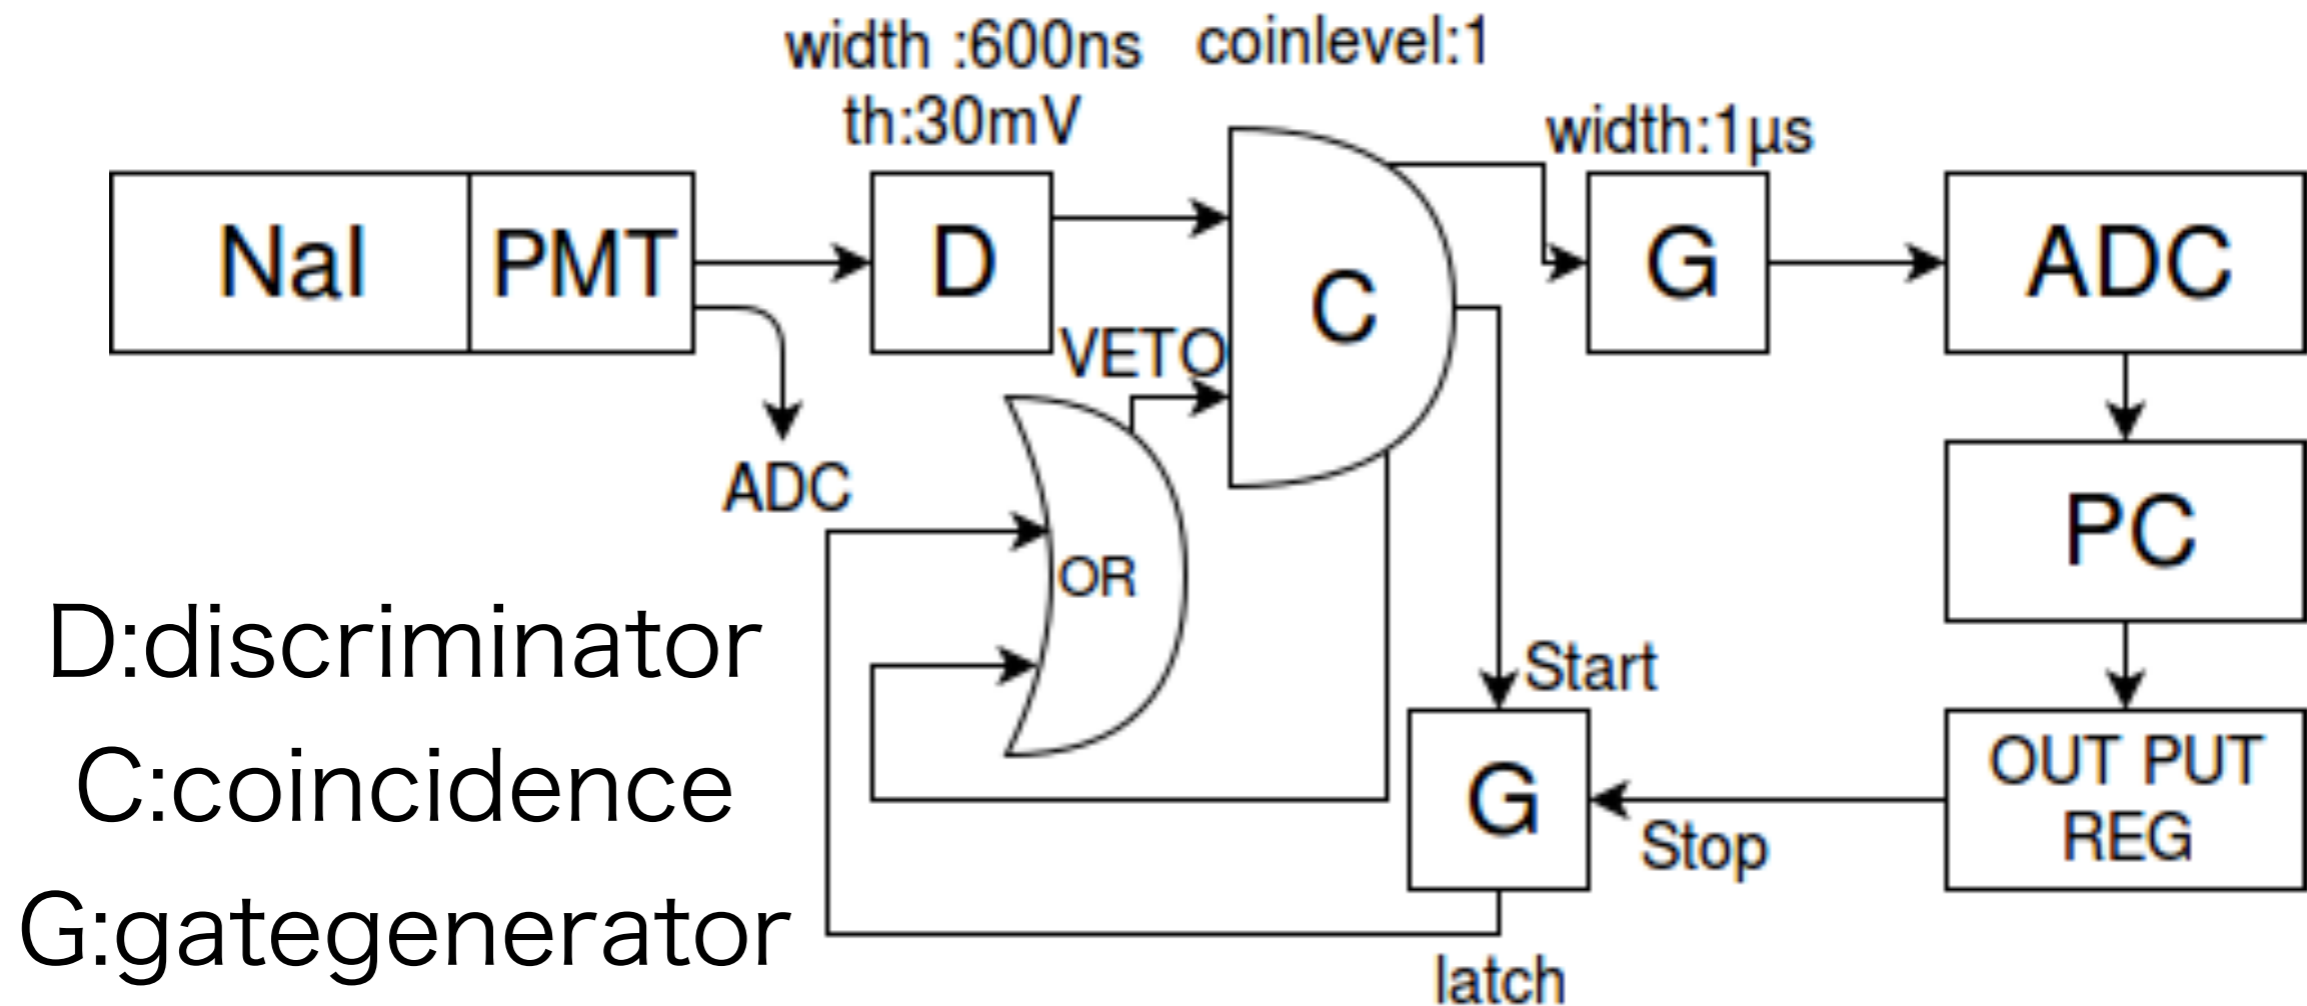 width :600ns
th:30mV
coinlevel:1
width:1µs
NaI
PMT
D
C
G
ADC
VETO
ADC
OR
PC
Start
G
Stop
OUT PUT
REG
latch
D:discriminator
C:coincidence
G:gategenerator